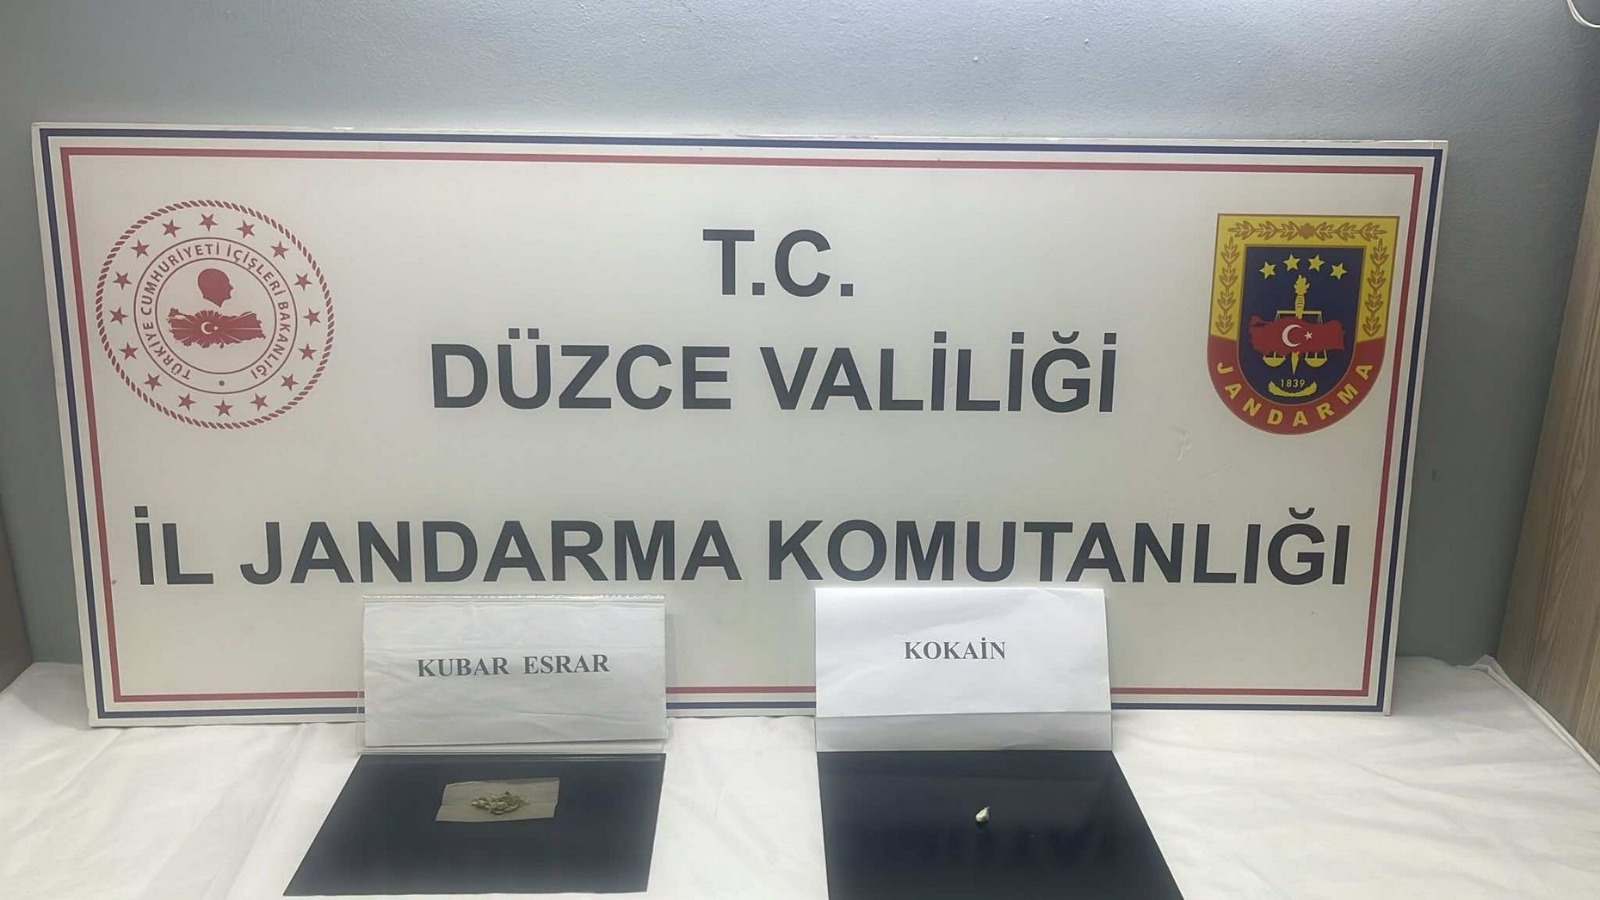 T.C.
DÜZCE VALİLİĞİ
İL JANDARMA KOMUTANLIĞI
TÜRKİYE CUMHURİYETİ İÇİŞLERİ BAKANLIĞI
1839
JANDARMA
KUBAR ESRAR
KOKAİN